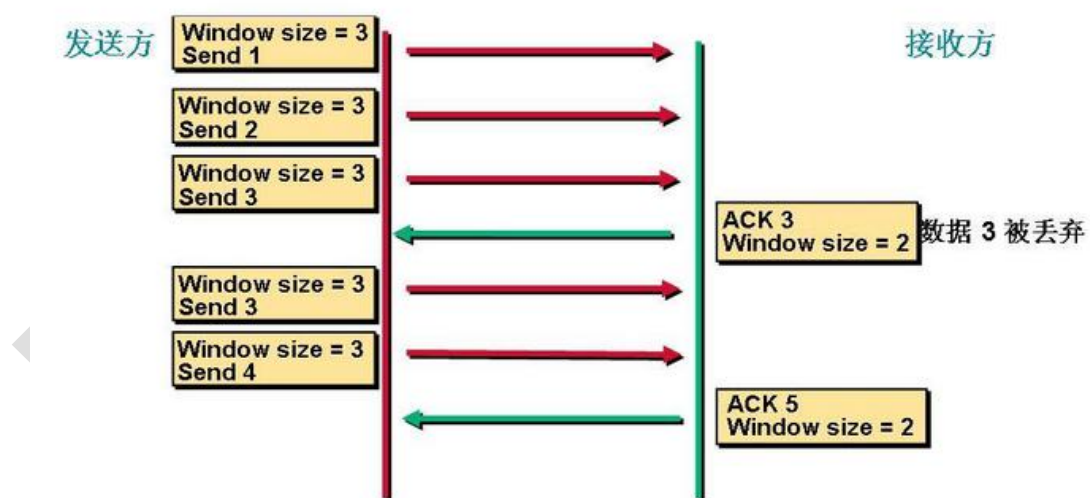 发送方
Window size = 3
Send 1
接收方
Window size = 3
Send 2
Window size = 3
Send 3
ACK 3
Window size = 2
数据 3 被丢弃
Window size = 3
Send 3
Window size = 3
Send 4
ACK 5
Window size = 2